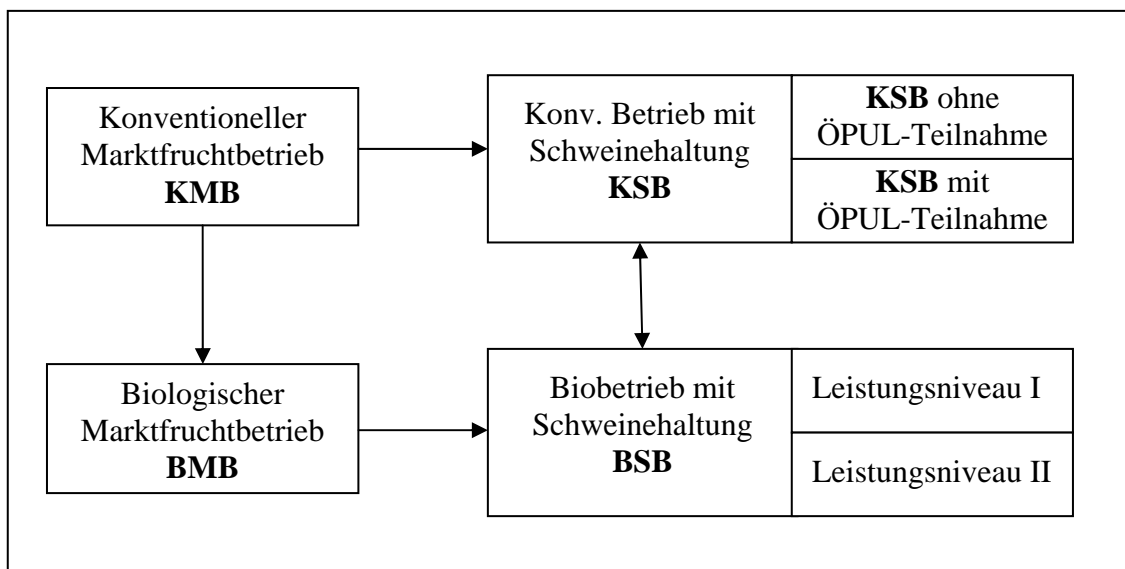 Konventioneller
Marktfruchtbetrieb
KMB
Konv. Betrieb mit
Schweinehaltung
KSB
KSB ohne
ÖPUL-Teilnahme
KSB mit
ÖPUL-Teilnahme
Biologischer
Marktfruchtbetrieb
BMB
Biobetrieb mit
Schweinehaltung
BSB
Leistungsniveau I
Leistungsniveau II